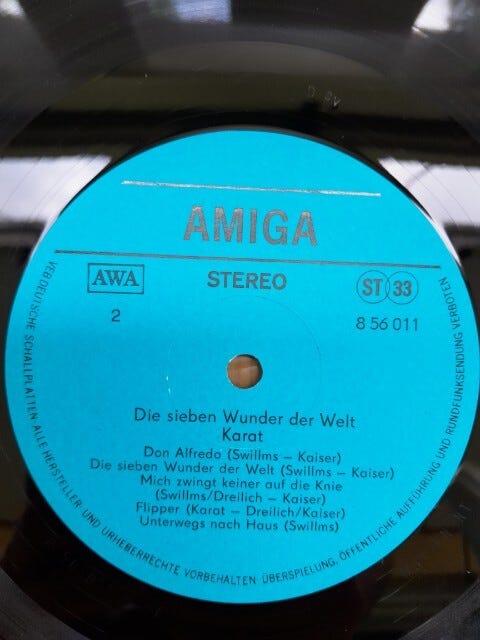 AMIGA
AWA
STEREO
ST 33
2
8 56 011
Die sieben Wunder der Welt
Karat
Don Alfredo (Swillms – Kaiser)
Die sieben Wunder der Welt (Swillms – Kaiser)
Mich zwingt keiner auf die Knie
(Swillms/Dreilich – Kaiser)
Flipper (Karat – Dreilich/Kaiser)
Unterwegs nach Haus (Swillms)
VEB DEUTSCHE SCHALLPLATTEN · ALLE HERSTELLER- UND URHEBERRECHTE VORBEHALTEN ÜBERSPIELUNG, ÖFFENTLICHE AUFFÜHRUNG UND RUNDFUNKSENDUNG VERBOTEN